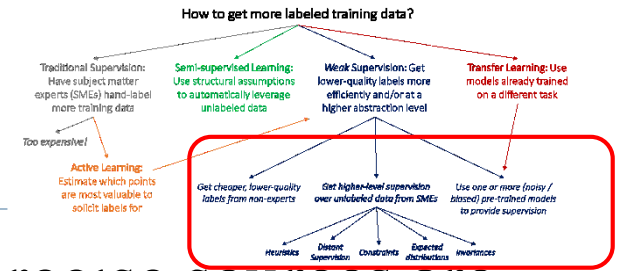 How to get more labeled training data?
Traditional Supervision:
Have subject matter
experts (SMEs) hand-label
more training data
Semi-supervised Learning:
Use structural assumptions
to automatically leverage
unlabeled data
Weak Supervision: Get
lower-quality labels more
efficiently and/or at a
higher abstraction level
Transfer Learning: Use
models already trained
on a different task
Too expensive!
Active Learning:
Estimate which points
are most valuable to
solicit labels for
Get cheaper, lower-quality
labels from non-experts
Get higher-level supervision
over unlabeled data from SMEs
Use one or more (noisy /
biased) pre-trained models
to provide supervision
Heuristics
Distant
Supervision
Constraints
Expected
distributions
Invariances